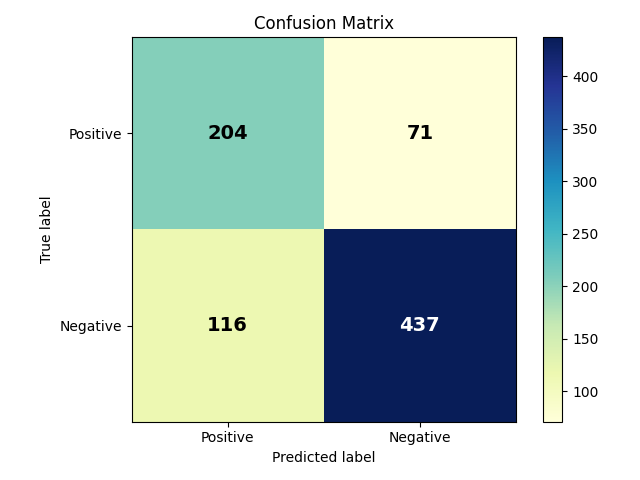 Confusion Matrix
True label
Positive
204
71
Negative
116
437
Positive
Negative
Predicted label
400
350
300
250
200
150
100